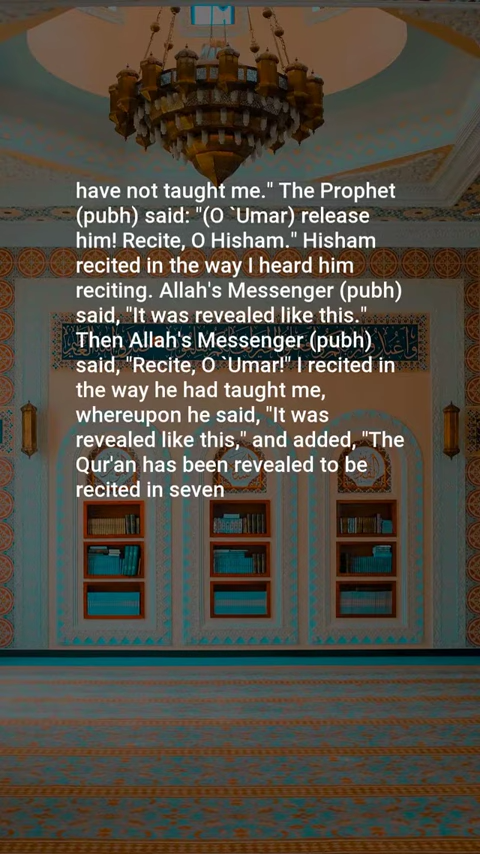 have not taught me." The Prophet
(pubh) said: "(O `Umar) release
him! Recite, O Hisham." Hisham
recited in the way I heard him
reciting. Allah's Messenger (pubh)
said, "It was revealed like this."
Then Allah's Messenger (pubh)
said, "Recite, O `Umar!" I recited in
the way he had taught me,
whereupon he said, "It was
revealed like this," and added, "The
Qur'an has been revealed to be
recited in seven